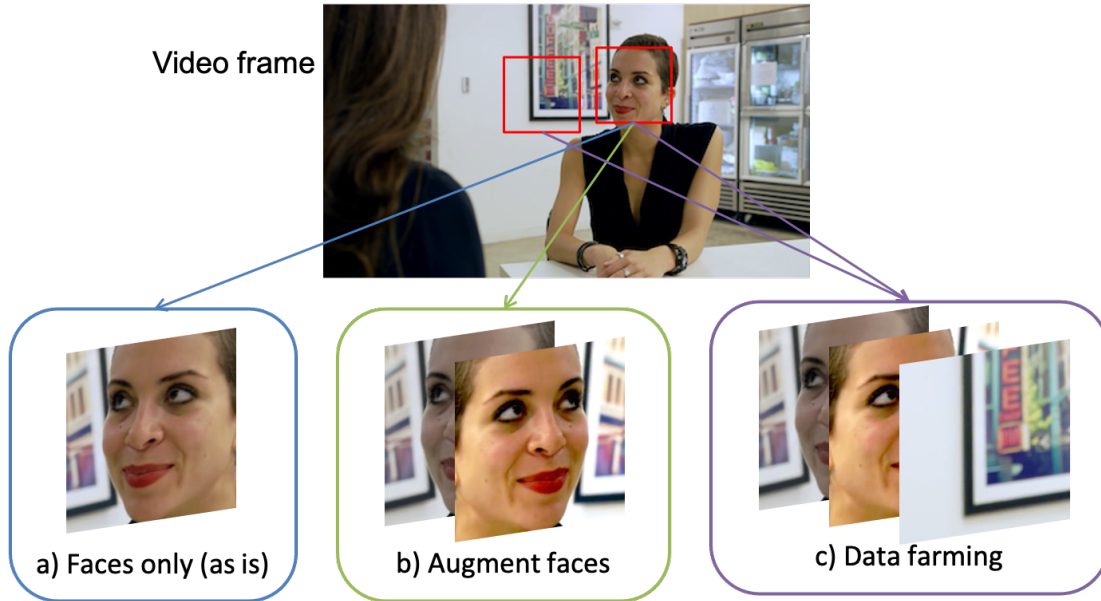 Video frame
a) Faces only (as is)
b) Augment faces
c) Data farming